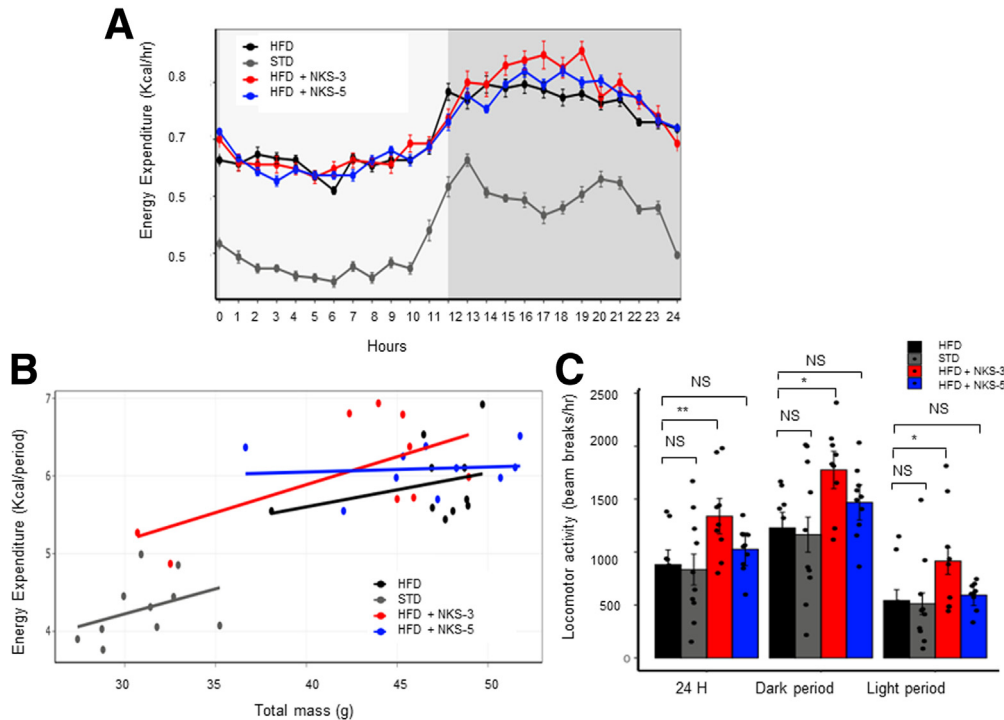 A
HFD
STD
HFD + NKS-3
HFD + NKS-5
Energy Expenditure (Kcal/hr)
0.8
0.7
0.5
0.5
0 1 2 3 4 5 6 7 8 9 10 11 12 13 14 15 16 17 18 19 20 21 22 23 24
Hours
B
Energy Expenditure (Kcal/period)
7
6
5
4
HFD
STD
HFD + NKS-3
HFD + NKS-5
30 35 40 45 50
Total mass (g)
C
HFD
STD
HFD + NKS-3
HFD + NKS-5
Locomotor activity (beam breaks/hr)
2500
2000
1500
1000
500
0
NS
**
NS
NS
*
NS
NS
*
NS
24 H Dark period Light period